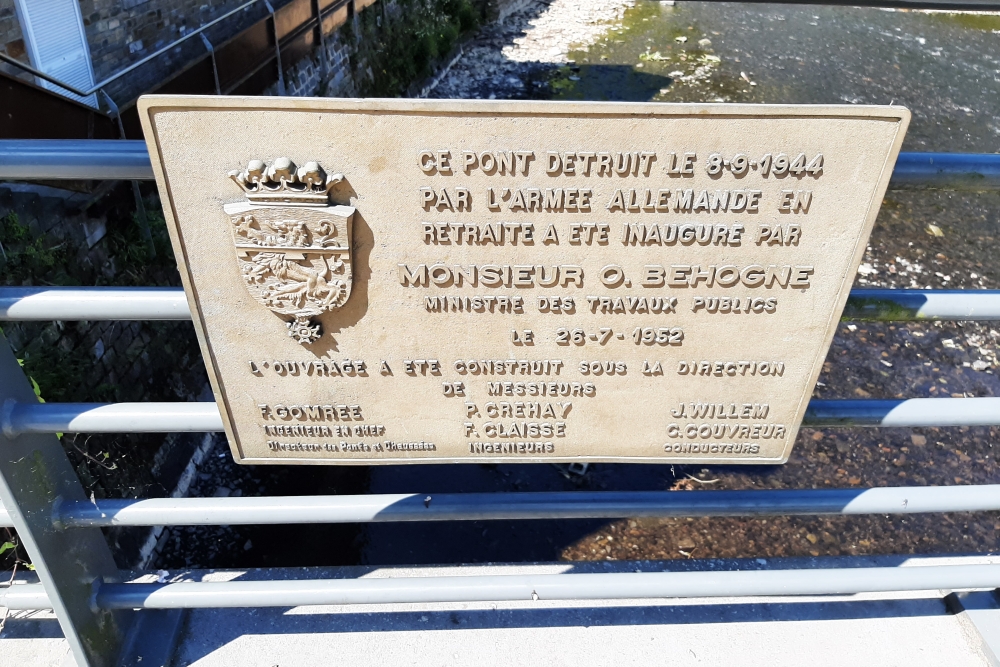 CE PONT DETRUIT LE 8-9-1944
PAR L'ARMEE ALLEMANDE EN
RETRAITE A ETE INAUGURE PAR
MONSIEUR O. BEHOGNE
MINISTRE DES TRAVAUX PUBLICS
LE 26-7-1952
L'OUVRAGE A ETE CONSTRUIT SOUS LA DIRECTION
DE MESSIEURS
F. GOMREE P. CREHAY J. WILLEM
INGENIEUR EN CHEF F. CLAISSE C. COUVREUR
Directeur des Ponts et Chaussées INGENIEURS CONDUCTEURS